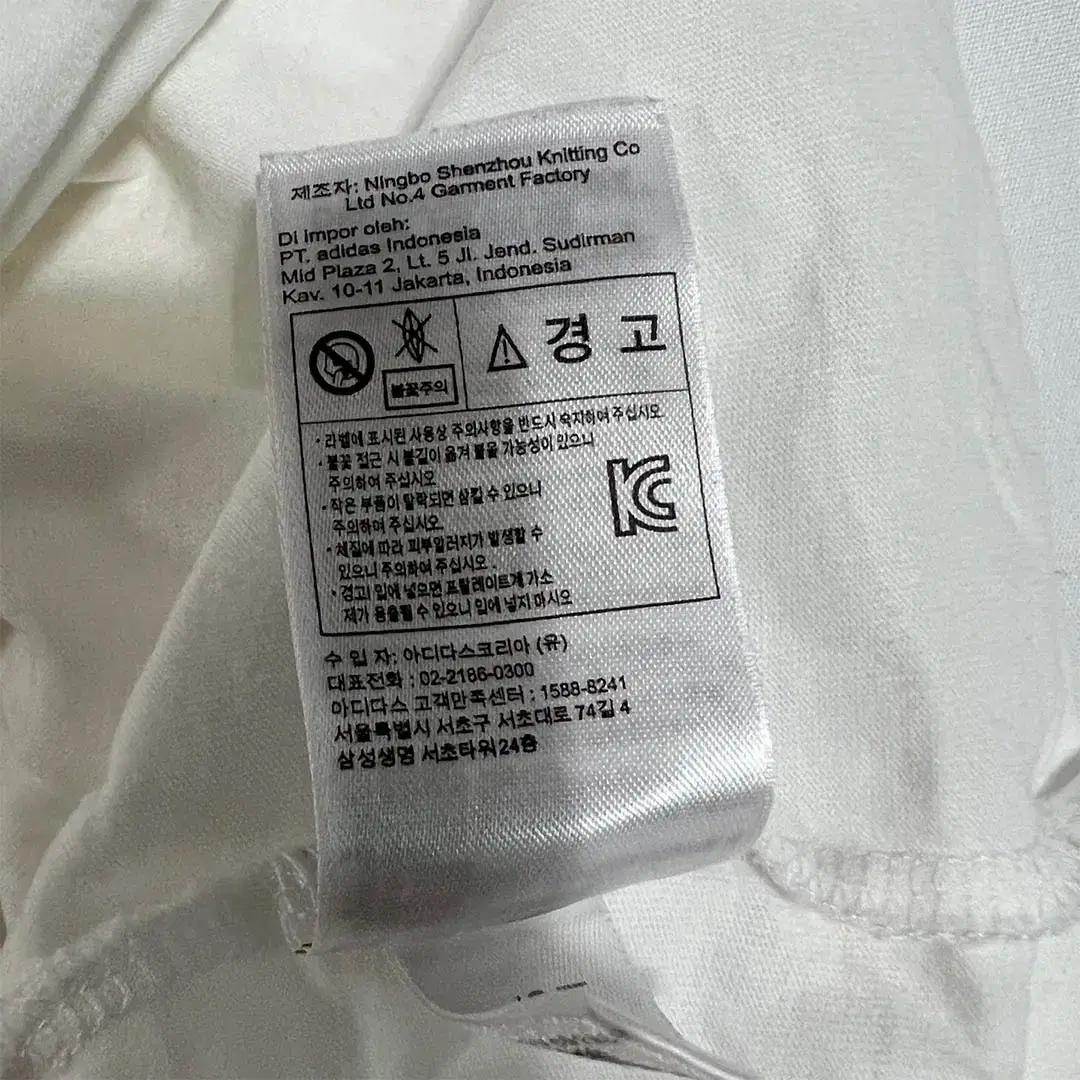 제조자: Ningbo Shenzhou Knitting Co
Ltd No.4 Garment Factory
Di impor oleh:
PT. adidas Indonesia
Mid Plaza 2, Lt. 5 Jl. Jend. Sudirman
Kav. 10-11 Jakarta, Indonesia
불꽃주의
경 고
· 라벨에 표시된 사용상 주의사항을 반드시 숙지하여 주십시오
· 불꽃 접근 시 불길이 옮겨 붙을 가능성이 있으니
주의하여 주십시오
· 작은 부품이 탈락되면 삼킬 수 있으니
주의하여 주십시오.
· 체질에 따라 피부알러지가 발생할 수
있으니 주의하여 주십시오.
· 경고! 입에 넣으면 프탈레이트계 가소
제가 용출될 수 있으니 입에 넣지 마시오
KC
수 입 자: 아디다스코리아 (유)
대표전화 : 02-2186-0300
아디다스 고객만족센터 : 1588-8241
서울특별시 서초구 서초대로 74길 4
삼성생명 서초타워 24층